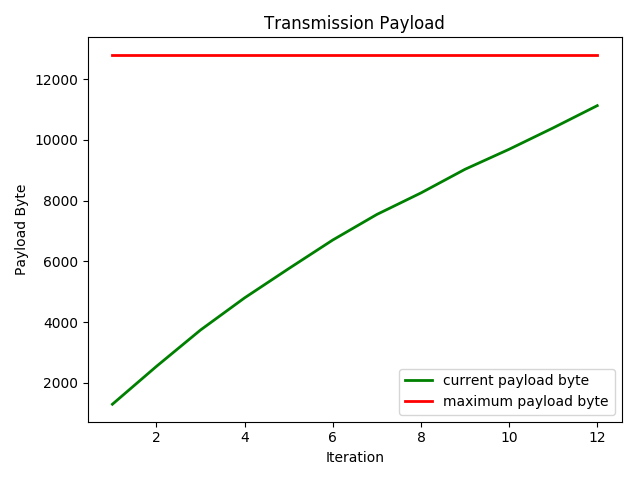 Transmission Payload
Payload Byte
12000
10000
8000
6000
4000
2000
2 4 6 8 10 12
Iteration
current payload byte
maximum payload byte